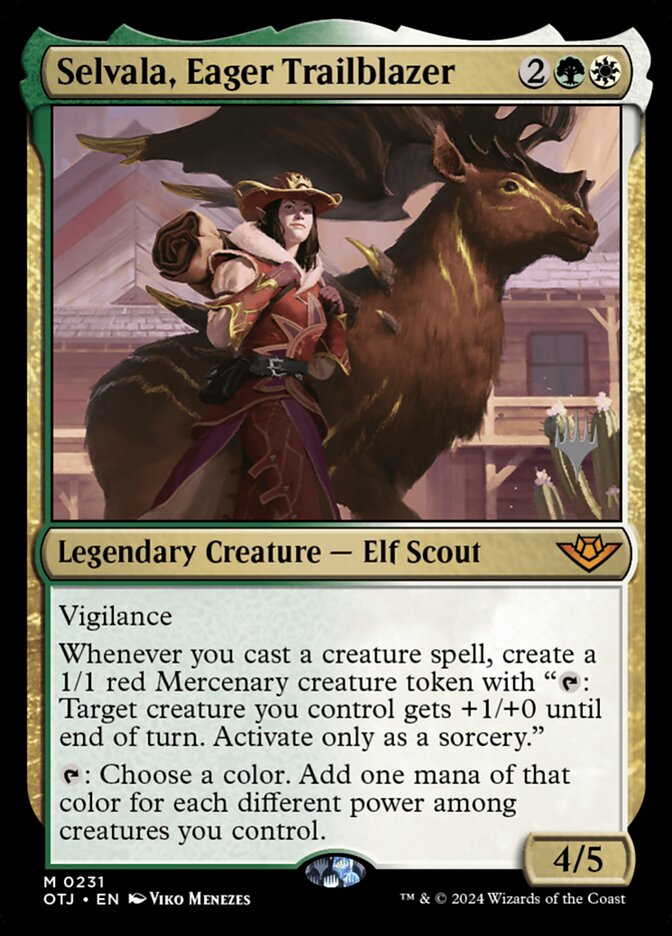 Selvala, Eager Trailblazer 2
Legendary Creature — Elf Scout
Vigilance
Whenever you cast a creature spell, create a
1/1 red Mercenary creature token with “:
Target creature you control gets +1/+0 until
end of turn. Activate only as a sorcery.”
: Choose a color. Add one mana of that
color for each different power among
creatures you control.
4/5
M 0231
OTJ • EN Viko Menezes
™ & © 2024 Wizards of the Coast